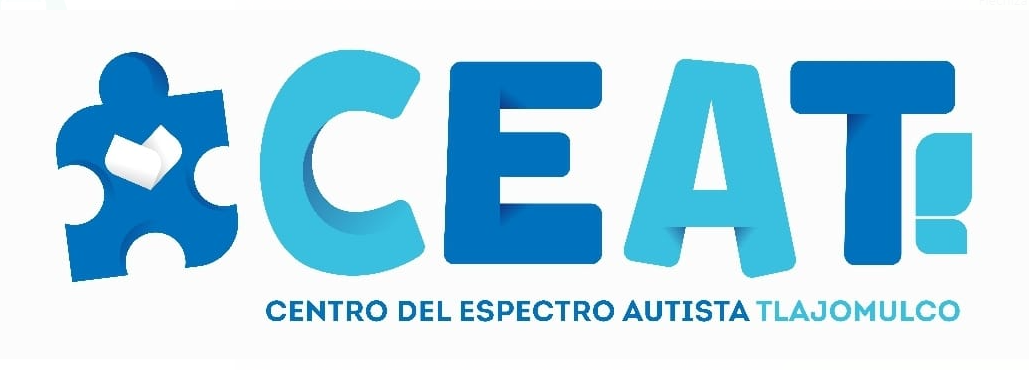 CEAT
CENTRO DEL ESPECTRO AUTISTA TLAJOMULCO